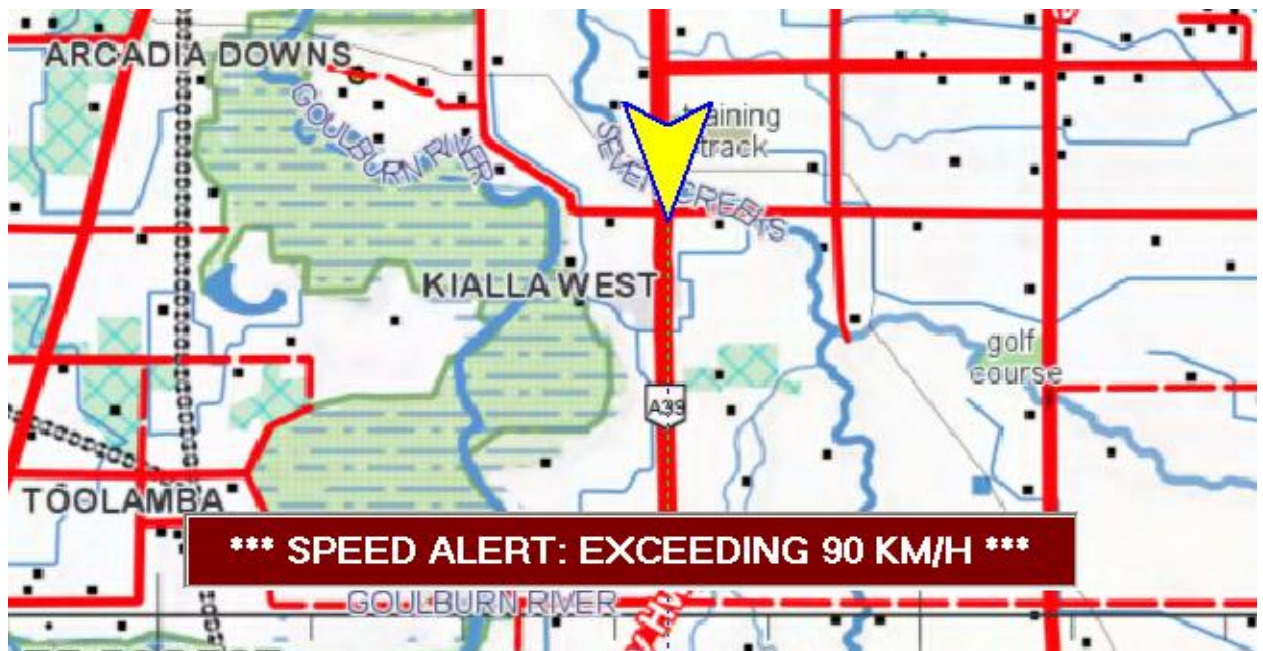 ARCADIA DOWNS
GOULBURN RIVER
training
track
SEVEN CREEKS
KIALLA WEST
golf
course
A39
TOOLAMBA
*** SPEED ALERT: EXCEEDING 90 KM/H ***
GOULBURN RIVER